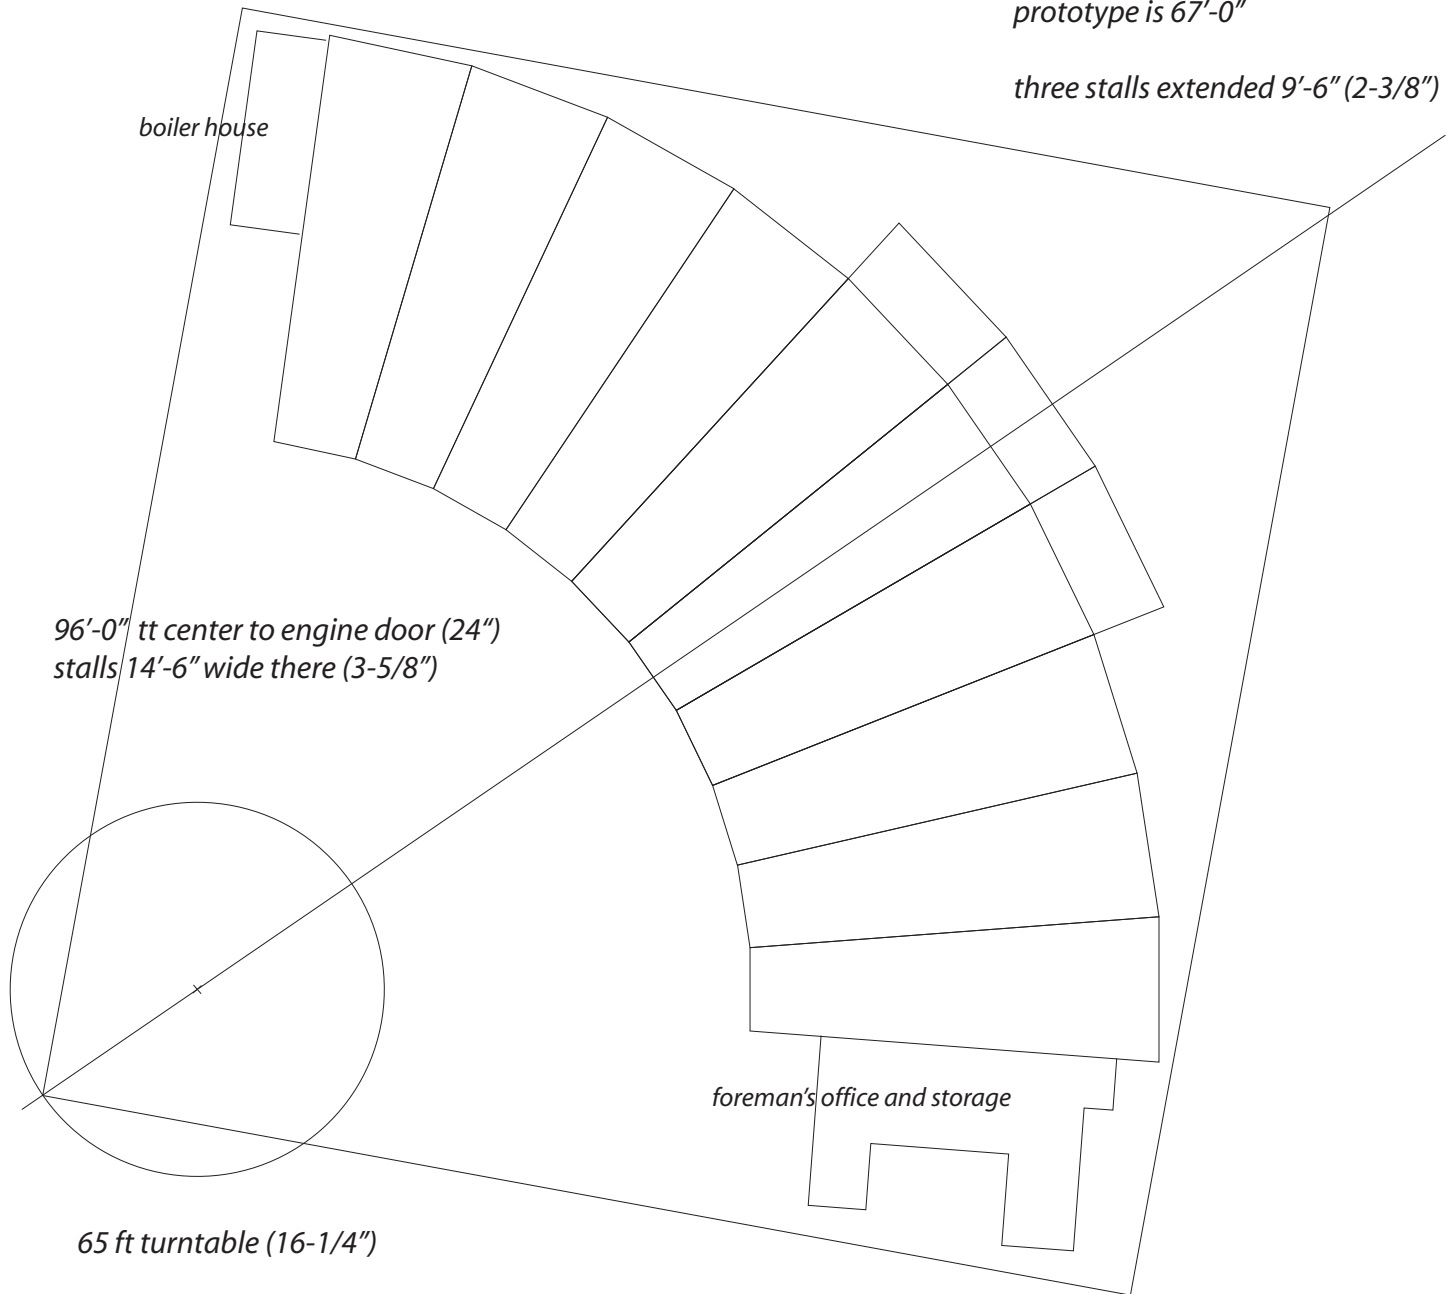 prototype is 67’-0”
three stalls extended 9’-6” (2-3/8”)
boiler house
96’-0” tt center to engine door (24“)
stalls 14’-6” wide there (3-5/8”)
foreman’s office and storage
65 ft turntable (16-1/4”)